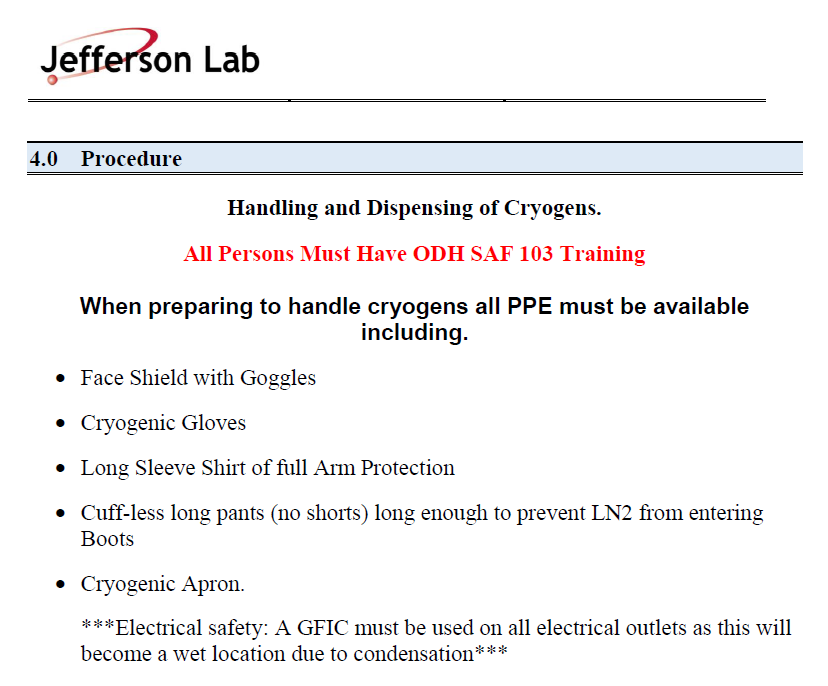 Jefferson Lab
4.0 Procedure
Handling and Dispensing of Cryogens.
All Persons Must Have ODH SAF 103 Training
When preparing to handle cryogens all PPE must be available
including.
• Face Shield with Goggles
• Cryogenic Gloves
• Long Sleeve Shirt of full Arm Protection
• Cuff-less long pants (no shorts) long enough to prevent LN2 from entering
Boots
• Cryogenic Apron.
***Electrical safety: A GFIC must be used on all electrical outlets as this will
become a wet location due to condensation***